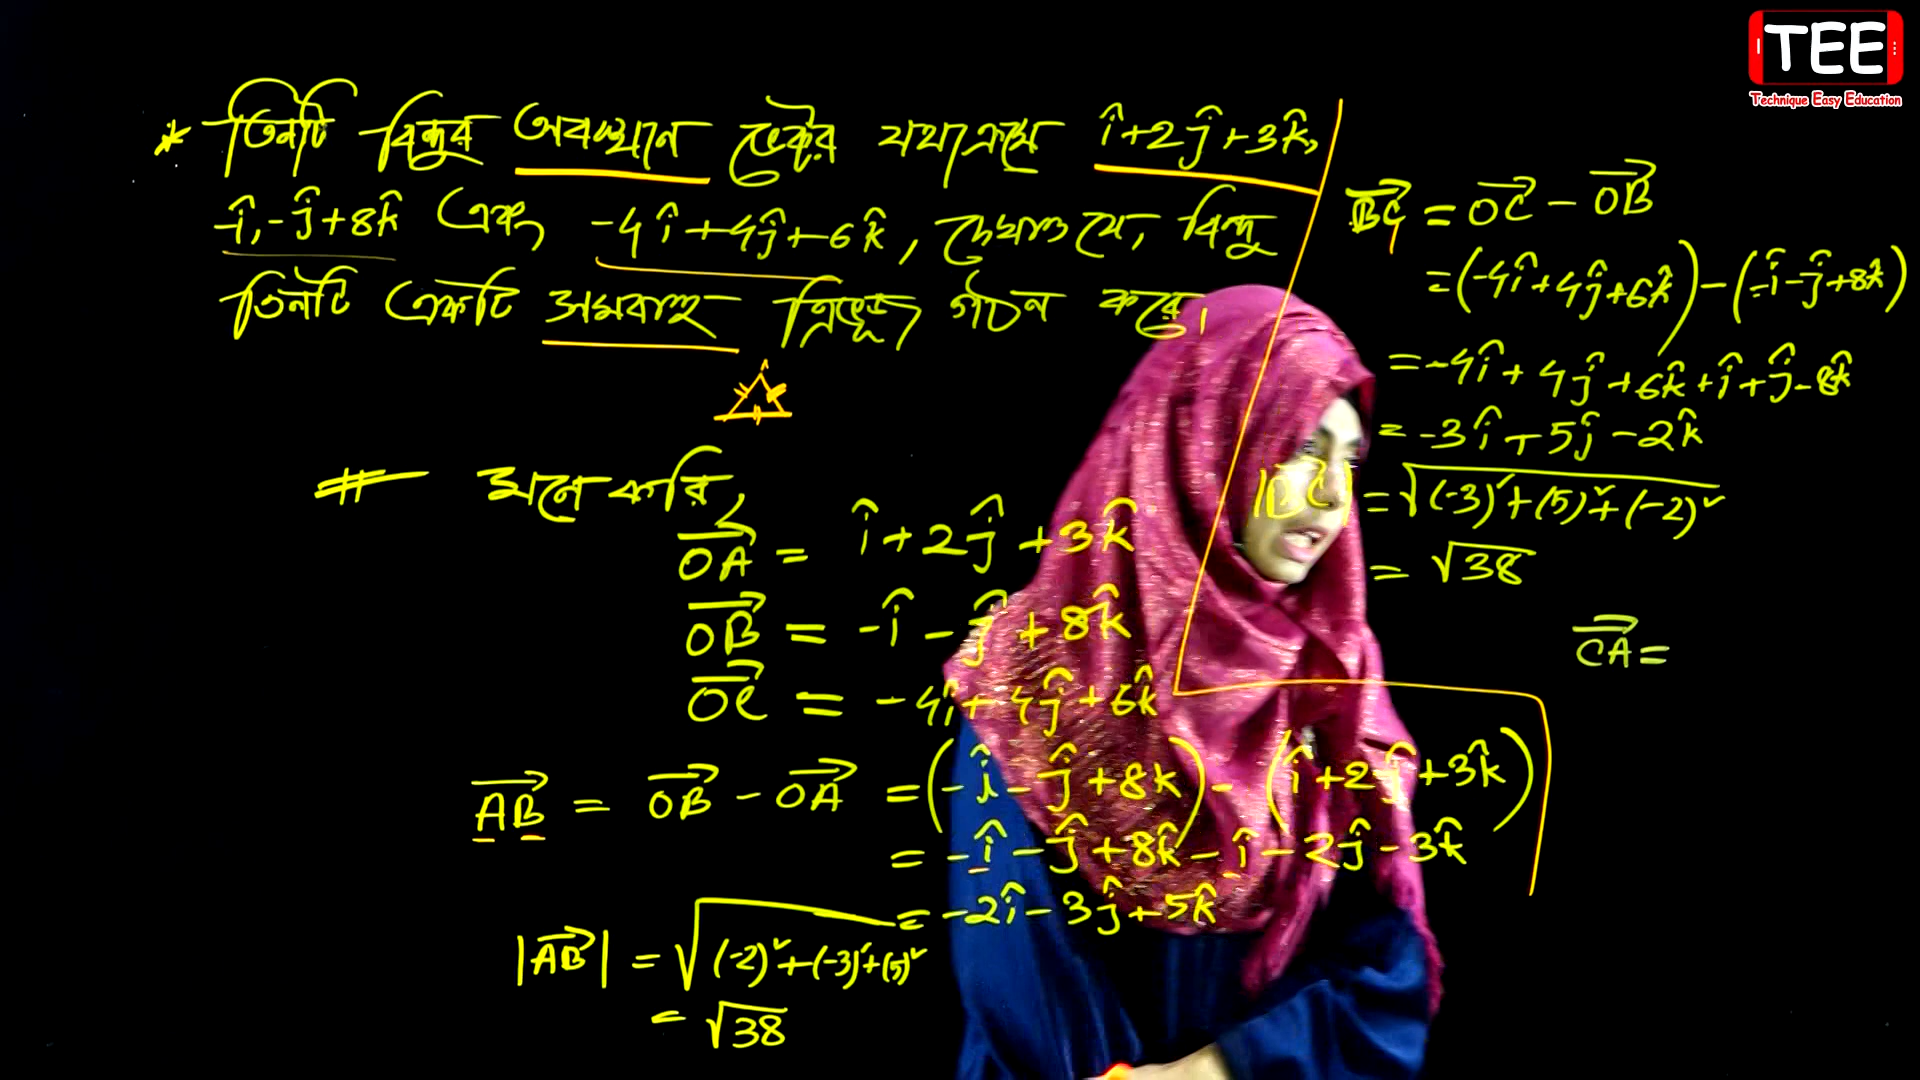 TEE
Technique Easy Education
* তিনটি বিন্দুর অবস্থান ভেক্টর যথাক্রমে î+2ĵ+3k̂,
-î,-ĵ+8k̂ এবং -4î+4ĵ+6k̂, দেখাও যে, বিন্দু
তিনটি একটি সমবাহু ত্রিভূজ গঠন করে।
# মনে করি,
OA→ = î+2ĵ+3k̂
OB→ = -î-ĵ+8k̂
OC→ = -4î+4ĵ+6k̂
AB→ = OB→ - OA→ = (-î-ĵ+8k) - (î+2ĵ+3k̂)
= -î-ĵ+8k̂-î-2ĵ-3k̂
= -2î-3ĵ+5k̂
|AB→| = √(-2)²+(-3)²+(5)²
= √38
BC→ = OC→ - OB→
= (-4î+4ĵ+6k̂) - (-î-ĵ+8k̂)
= -4î+4ĵ+6k̂+î+ĵ-8k̂
= -3î+5ĵ-2k̂
|BC→| = √(-3)²+(5)²+(-2)²
= √38
CA→ =